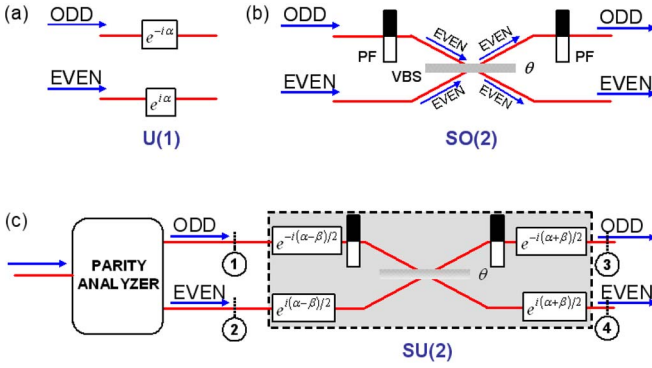 (a)
ODD
e^{-iα}
EVEN
e^{iα}
U(1)
(b)
ODD
ODD
PF
EVEN
EVEN
PF
VBS
θ
EVEN
EVEN
EVEN
EVEN
SO(2)
(c)
PARITY
ANALYZER
ODD
1
EVEN
2
e^{-i(α-β)/2}
e^{i(α-β)/2}
θ
e^{-i(α+β)/2}
e^{i(α+β)/2}
ODD
3
EVEN
4
SU(2)